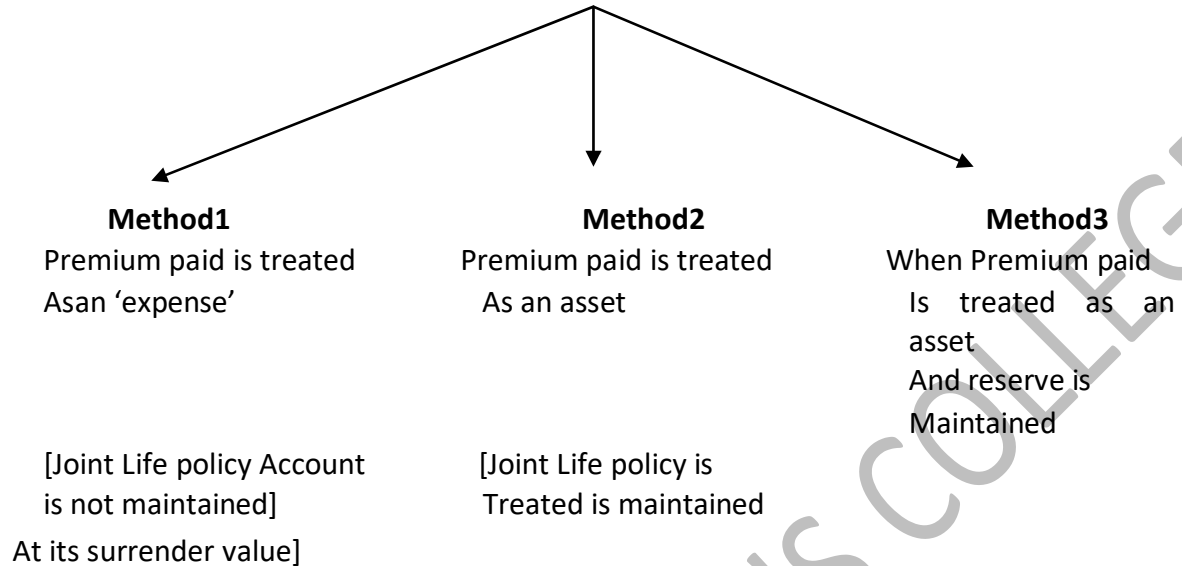 Method1
Premium paid is treated
Asan ‘expense’
[Joint Life policy Account
is not maintained]
At its surrender value]
Method2
Premium paid is treated
As an asset
[Joint Life policy is
Treated is maintained
Method3
When Premium paid
Is treated as an
asset
And reserve is
Maintained
COLLEG